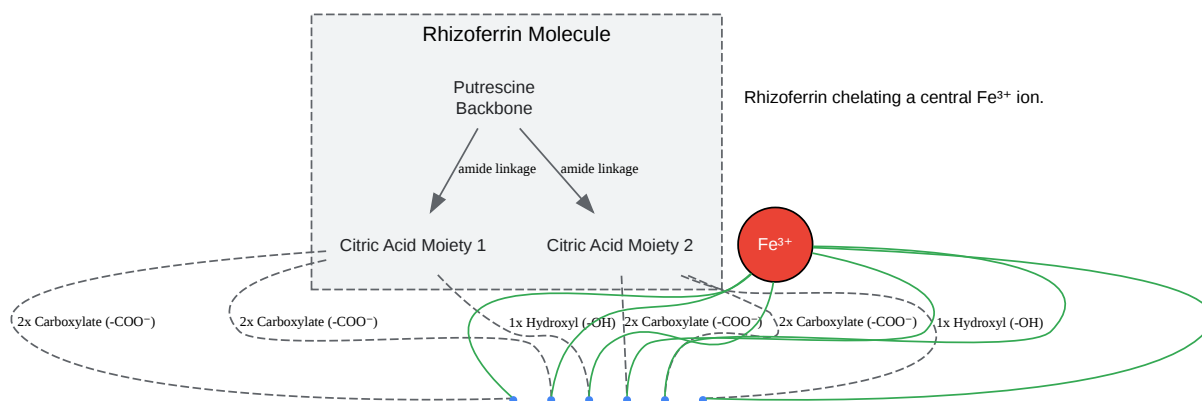 Rhizoferrin Molecule
Putrescine
Backbone
Rhizoferrin chelating a central Fe³⁺ ion.
amide linkage
amide linkage
Citric Acid Moiety 1
Citric Acid Moiety 2
Fe³⁺
2x Carboxylate (-COO⁻)
2x Carboxylate (-COO⁻)
1x Hydroxyl (-OH)
2x Carboxylate (-COO⁻)
2x Carboxylate (-COO⁻)
1x Hydroxyl (-OH)